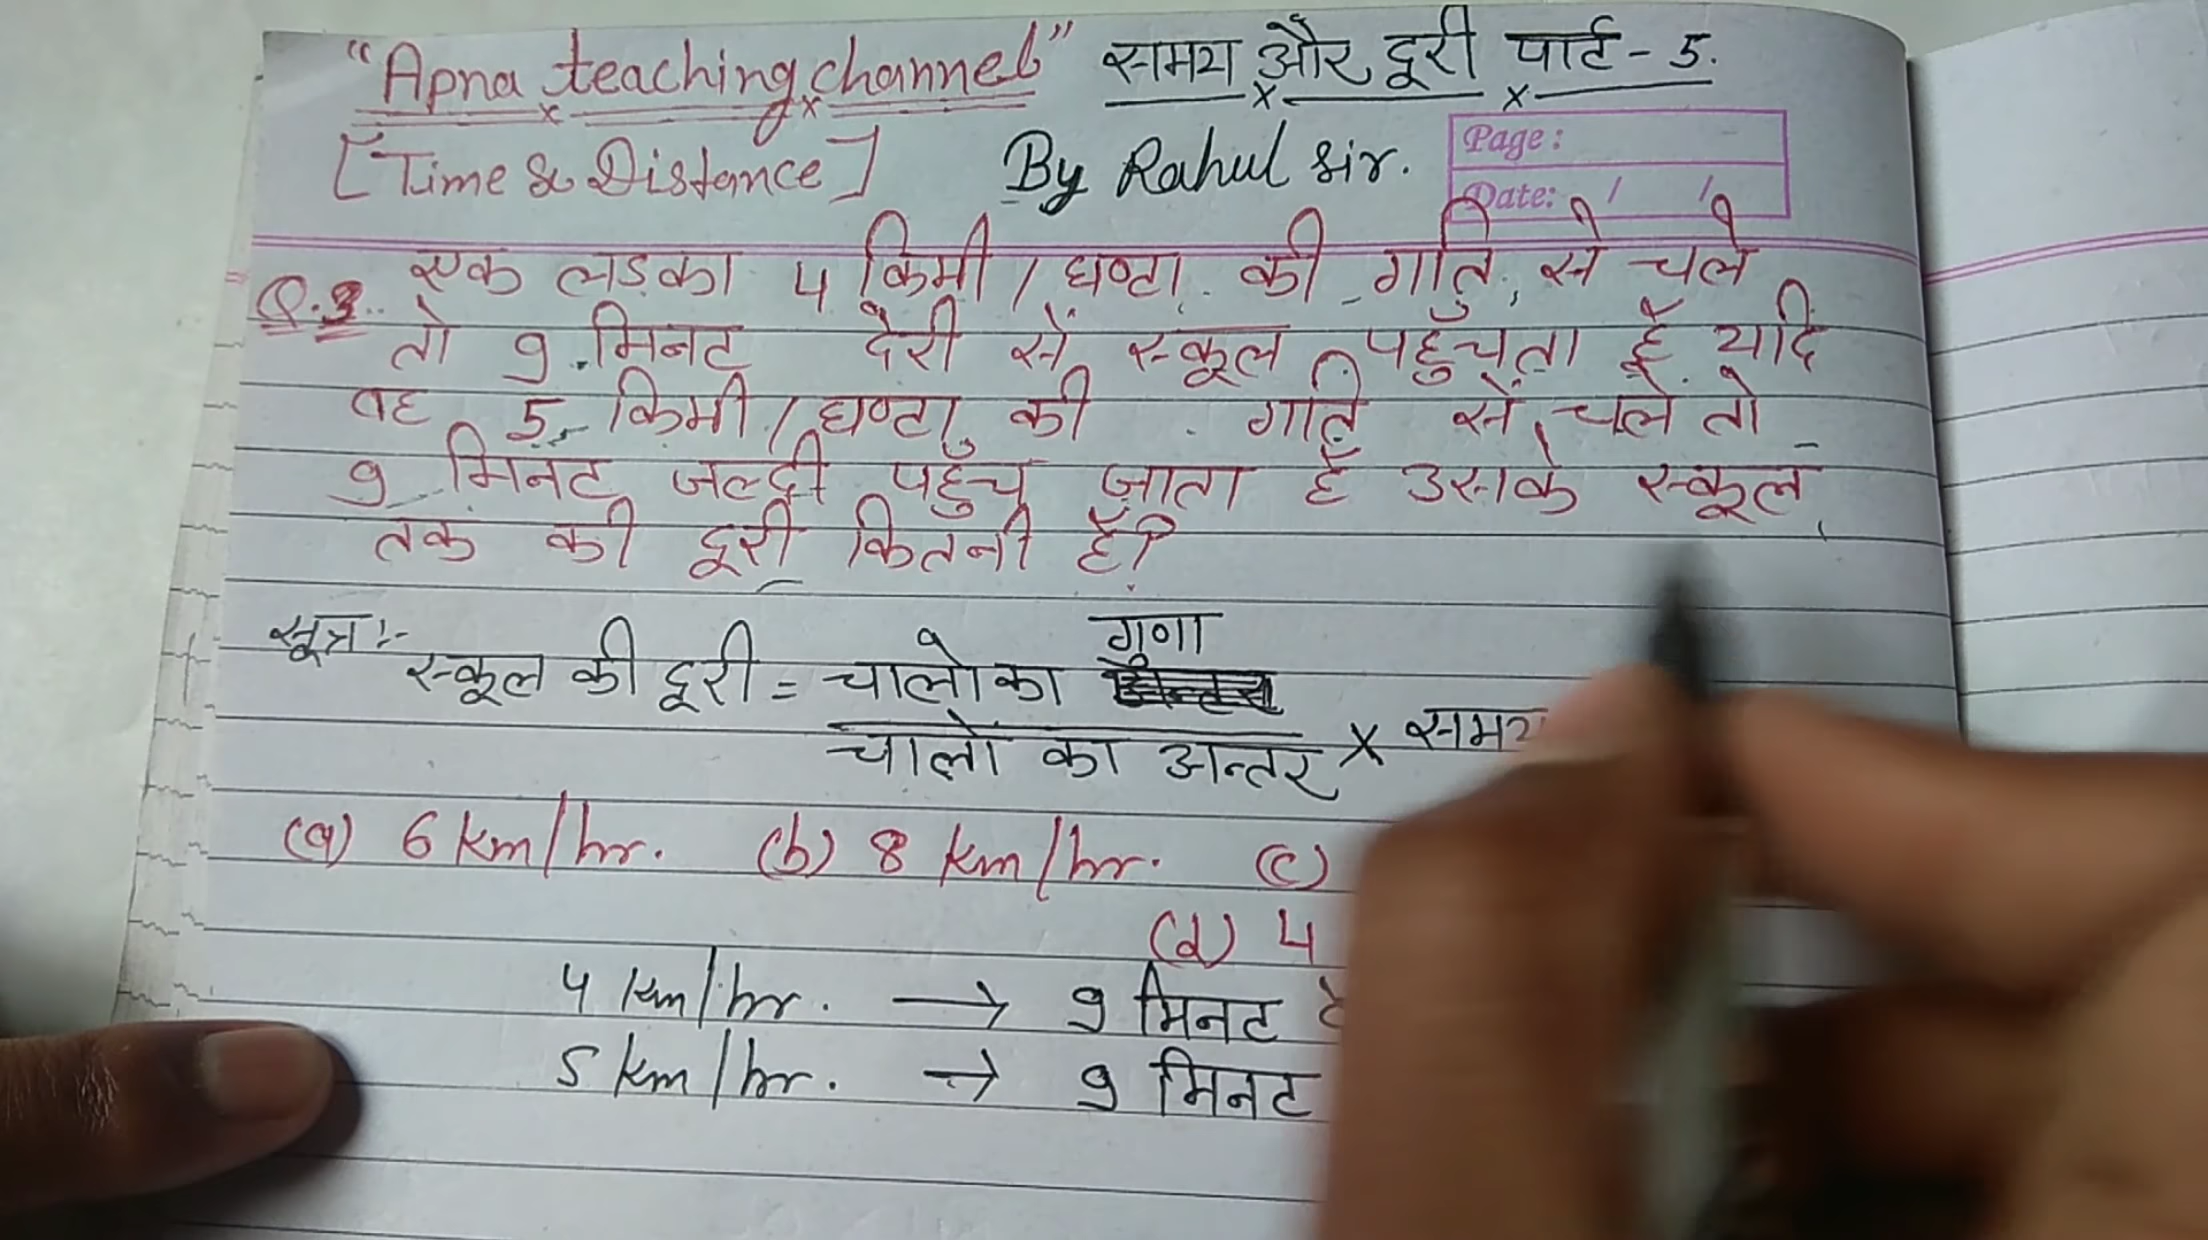 "Apna teaching channel" समय और दूरी पार्ट - 5.
[Time & Distance] By Rahul sir.
Page:
Date: / /
Q.3. एक लड़का 4 किमी / घण्टा की गति से चले
तो 9 मिनट देरी से स्कूल पहुँचता है यदि
वह 5 किमी / घण्टा की गति से चले तो
9 मिनट जल्दी पहुँच जाता है उसके स्कूल
तक की दूरी कितनी है?
सूत्र :-
गुणा
स्कूल की दूरी = चालो का
चालों का अन्तर × समय
(a) 6 km/hr. (b) 8 km/hr. (c)
(d) 4
4 km/hr. → 9 मिनट
5 km/hr. → 9 मिनट